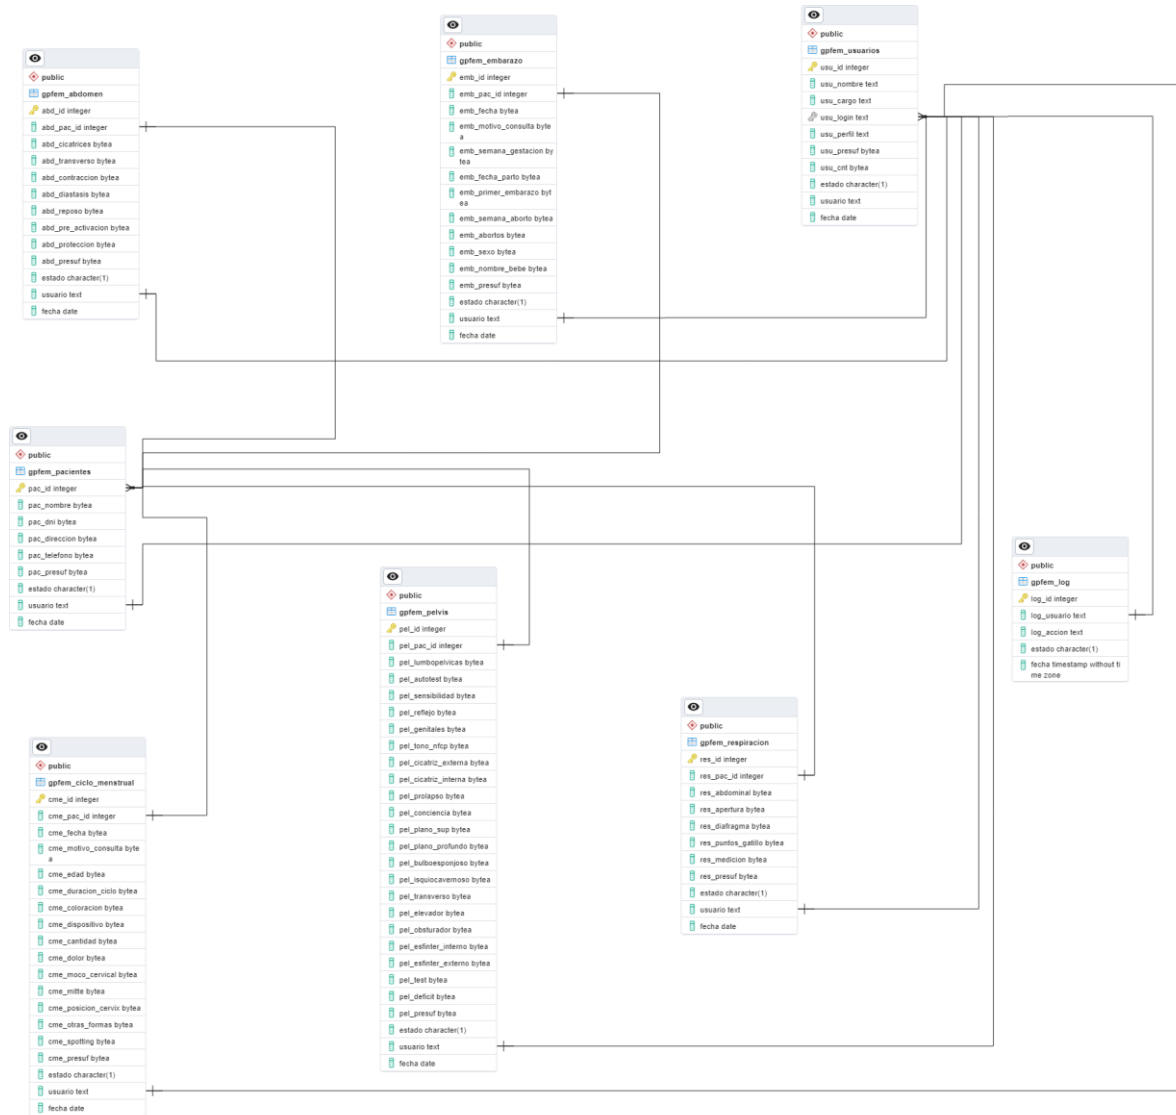 public
gpfem_abdomen
abd_id integer
abd_pac_id integer
abd_cicatrices bytea
abd_transverso bytea
abd_contraccion bytea
abd_diastasis bytea
abd_reposo bytea
abd_pre_activacion bytea
abd_proteccion bytea
abd_presuf bytea
estado character(1)
usuario text
fecha date
public
gpfem_embarazo
emb_id integer
emb_pac_id integer
emb_fecha bytea
emb_motivo_consulta byte
a
emb_semana_gestacion by
tea
emb_fecha_parto bytea
emb_primer_embarazo byt
ea
emb_semana_aborto bytea
emb_abortos bytea
emb_sexo bytea
emb_nombre_bebe bytea
emb_presuf bytea
estado character(1)
usuario text
fecha date
public
gpfem_usuarios
usu_id integer
usu_nombre text
usu_cargo text
usu_login text
usu_perfil text
usu_presuf bytea
usu_cnt bytea
estado character(1)
usuario text
fecha date
public
gpfem_pacientes
pac_id integer
pac_nombre bytea
pac_dni bytea
pac_direccion bytea
pac_telefono bytea
pac_presuf bytea
estado character(1)
usuario text
fecha date
public
gpfem_pelvis
pel_id integer
pel_pac_id integer
pel_lumbopelvicas bytea
pel_autotest bytea
pel_sensibilidad bytea
pel_reflejo bytea
pel_genitales bytea
pel_tono_nfcp bytea
pel_cicatriz_externa bytea
pel_cicatriz_interna bytea
pel_prolapso bytea
pel_conciencia bytea
pel_plano_sup bytea
pel_plano_profundo bytea
pel_bulboesponjoso bytea
pel_isquiocavernoso bytea
pel_transverso bytea
pel_elevador bytea
pel_obsturador bytea
pel_esfinter_interno bytea
pel_esfinter_externo bytea
pel_test bytea
pel_deficit bytea
pel_presuf bytea
estado character(1)
usuario text
fecha date
public
gpfem_log
log_id integer
log_usuario text
log_accion text
estado character(1)
fecha timestamp without ti
me zone
public
gpfem_respiracion
res_id integer
res_pac_id integer
res_abdominal bytea
res_apertura bytea
res_diafragma bytea
res_puntos_gatillo bytea
res_medicion bytea
res_presuf bytea
estado character(1)
usuario text
fecha date
public
gpfem_ciclo_menstrual
cme_id integer
cme_pac_id integer
cme_fecha bytea
cme_motivo_consulta byte
a
cme_edad bytea
cme_duracion_ciclo bytea
cme_coloracion bytea
cme_dispositivo bytea
cme_cantidad bytea
cme_dolor bytea
cme_moco_cervical bytea
cme_mitte bytea
cme_posicion_cervix bytea
cme_otras_formas bytea
cme_spotting bytea
cme_presuf bytea
estado character(1)
usuario text
fecha date